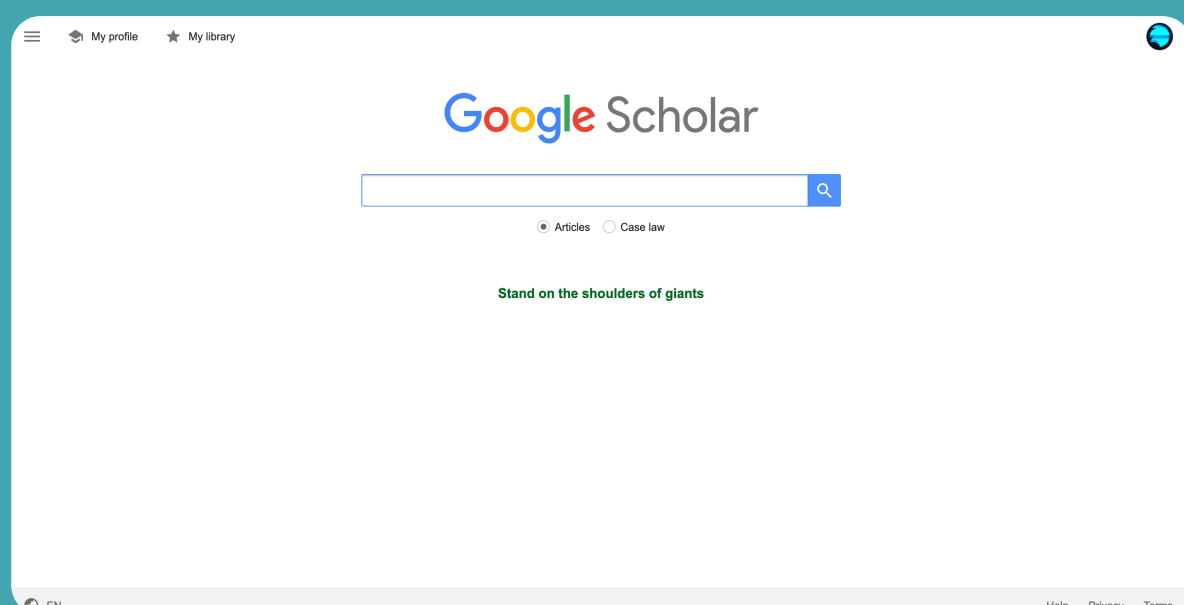 My profile
My library
Google Scholar
Articles
Case law
Stand on the shoulders of giants
EN
Help
Privacy
Terms